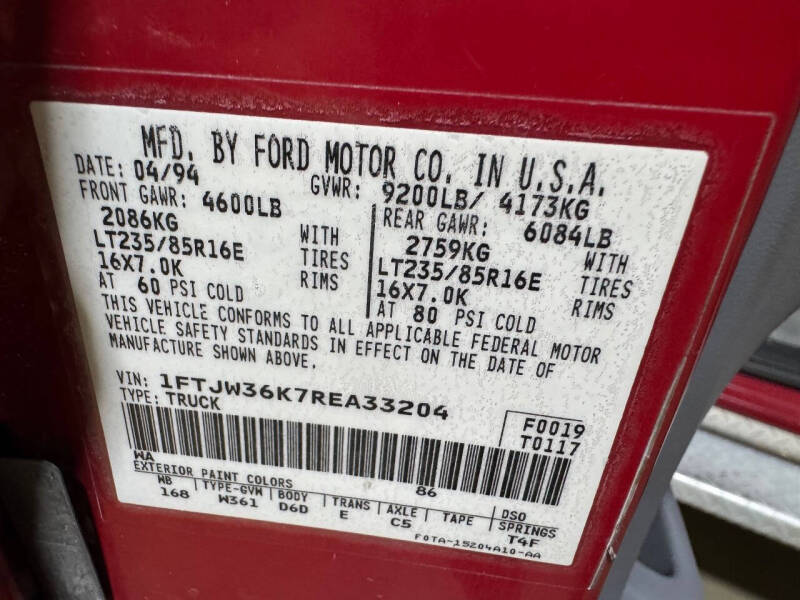 MFD. BY FORD MOTOR CO. IN U.S.A.
DATE: 04/94 GVWR: 9200LB/ 4173KG
FRONT GAWR: 4600LB REAR GAWR: 6084LB
2086KG WITH 2759KG WITH
LT235/85R16E TIRES LT235/85R16E TIRES
16X7.0K RIMS 16X7.0K RIMS
AT 60 PSI COLD AT 80 PSI COLD
THIS VEHICLE CONFORMS TO ALL APPLICABLE FEDERAL MOTOR
VEHICLE SAFETY STANDARDS IN EFFECT ON THE DATE OF
MANUFACTURE SHOWN ABOVE.
VIN: 1FTJW36K7REA33204 F0019
TYPE: TRUCK T0117
WA 86
EXTERIOR PAINT COLORS DSO
WB TYPE-GVW BODY TRANS AXLE TAPE SPRINGS
168 W361 D6D E C5 T4F
F0TA-15204A10-AA